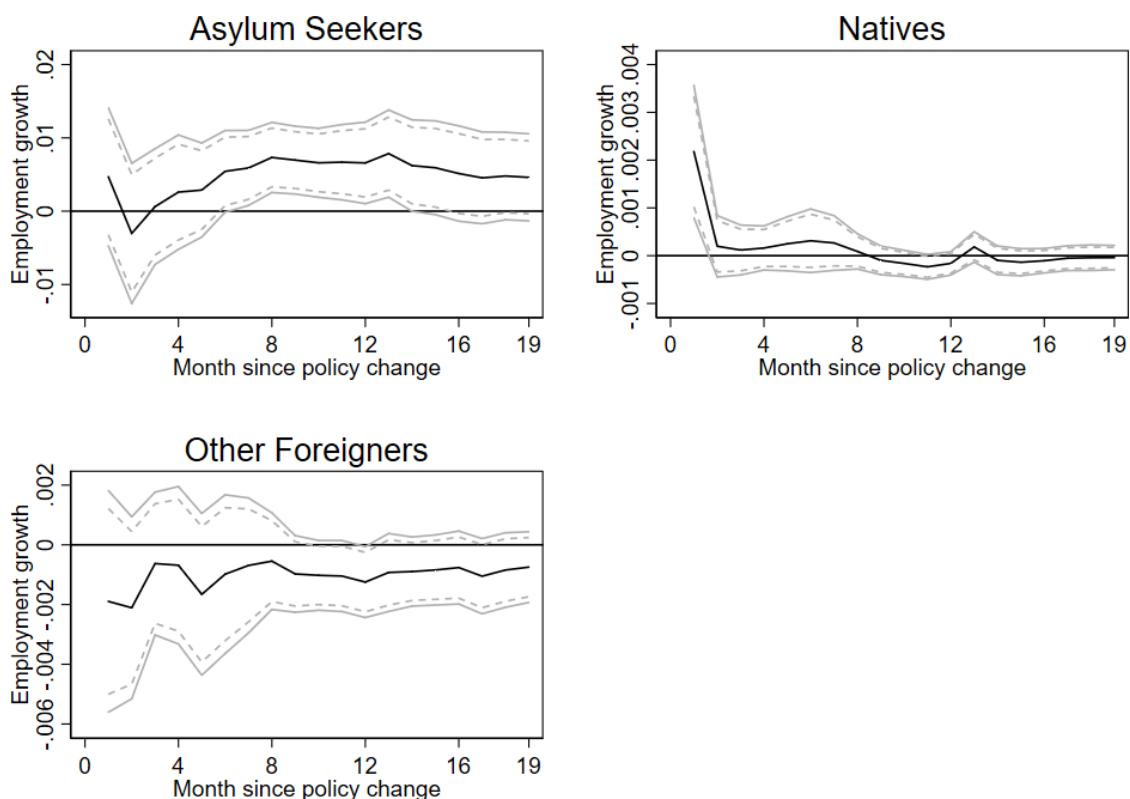 Asylum Seekers
Employment growth
.02
.01
0
-.01
0 4 8 12 16 19
Month since policy change
Natives
Employment growth
.004
.003
.002
.001
0
-.001
0 4 8 12 16 19
Month since policy change
Other Foreigners
Employment growth
.002
0
-.002
-.004
-.006
0 4 8 12 16 19
Month since policy change